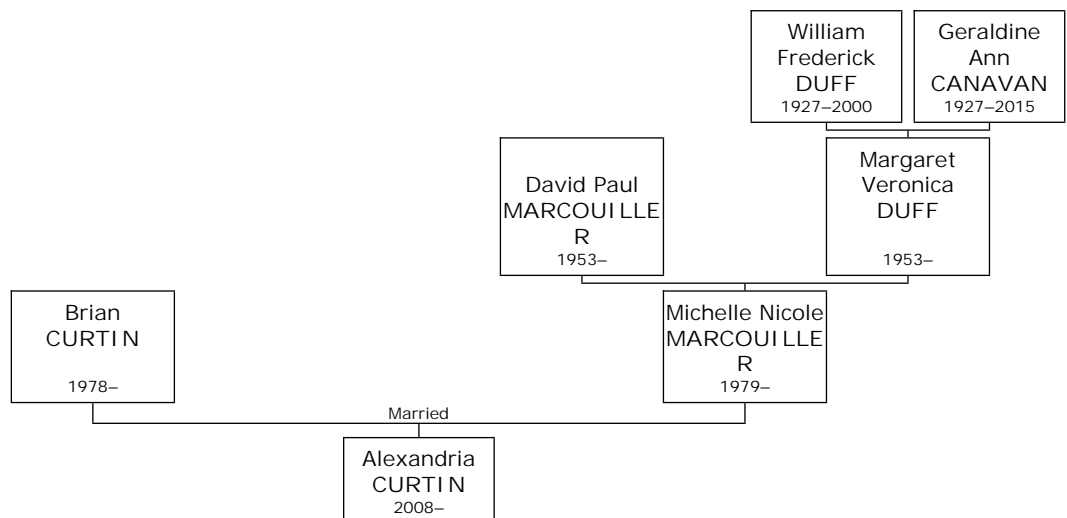 William
Frederick
DUFF
1927–2000
Geraldine
Ann
CANAVAN
1927–2015
David Paul
MARCOUILLE
R
1953–
Margaret
Veronica
DUFF
1953–
Brian
CURTIN
1978–
Michelle Nicole
MARCOUILLE
R
1979–
Married
Alexandria
CURTIN
2008–